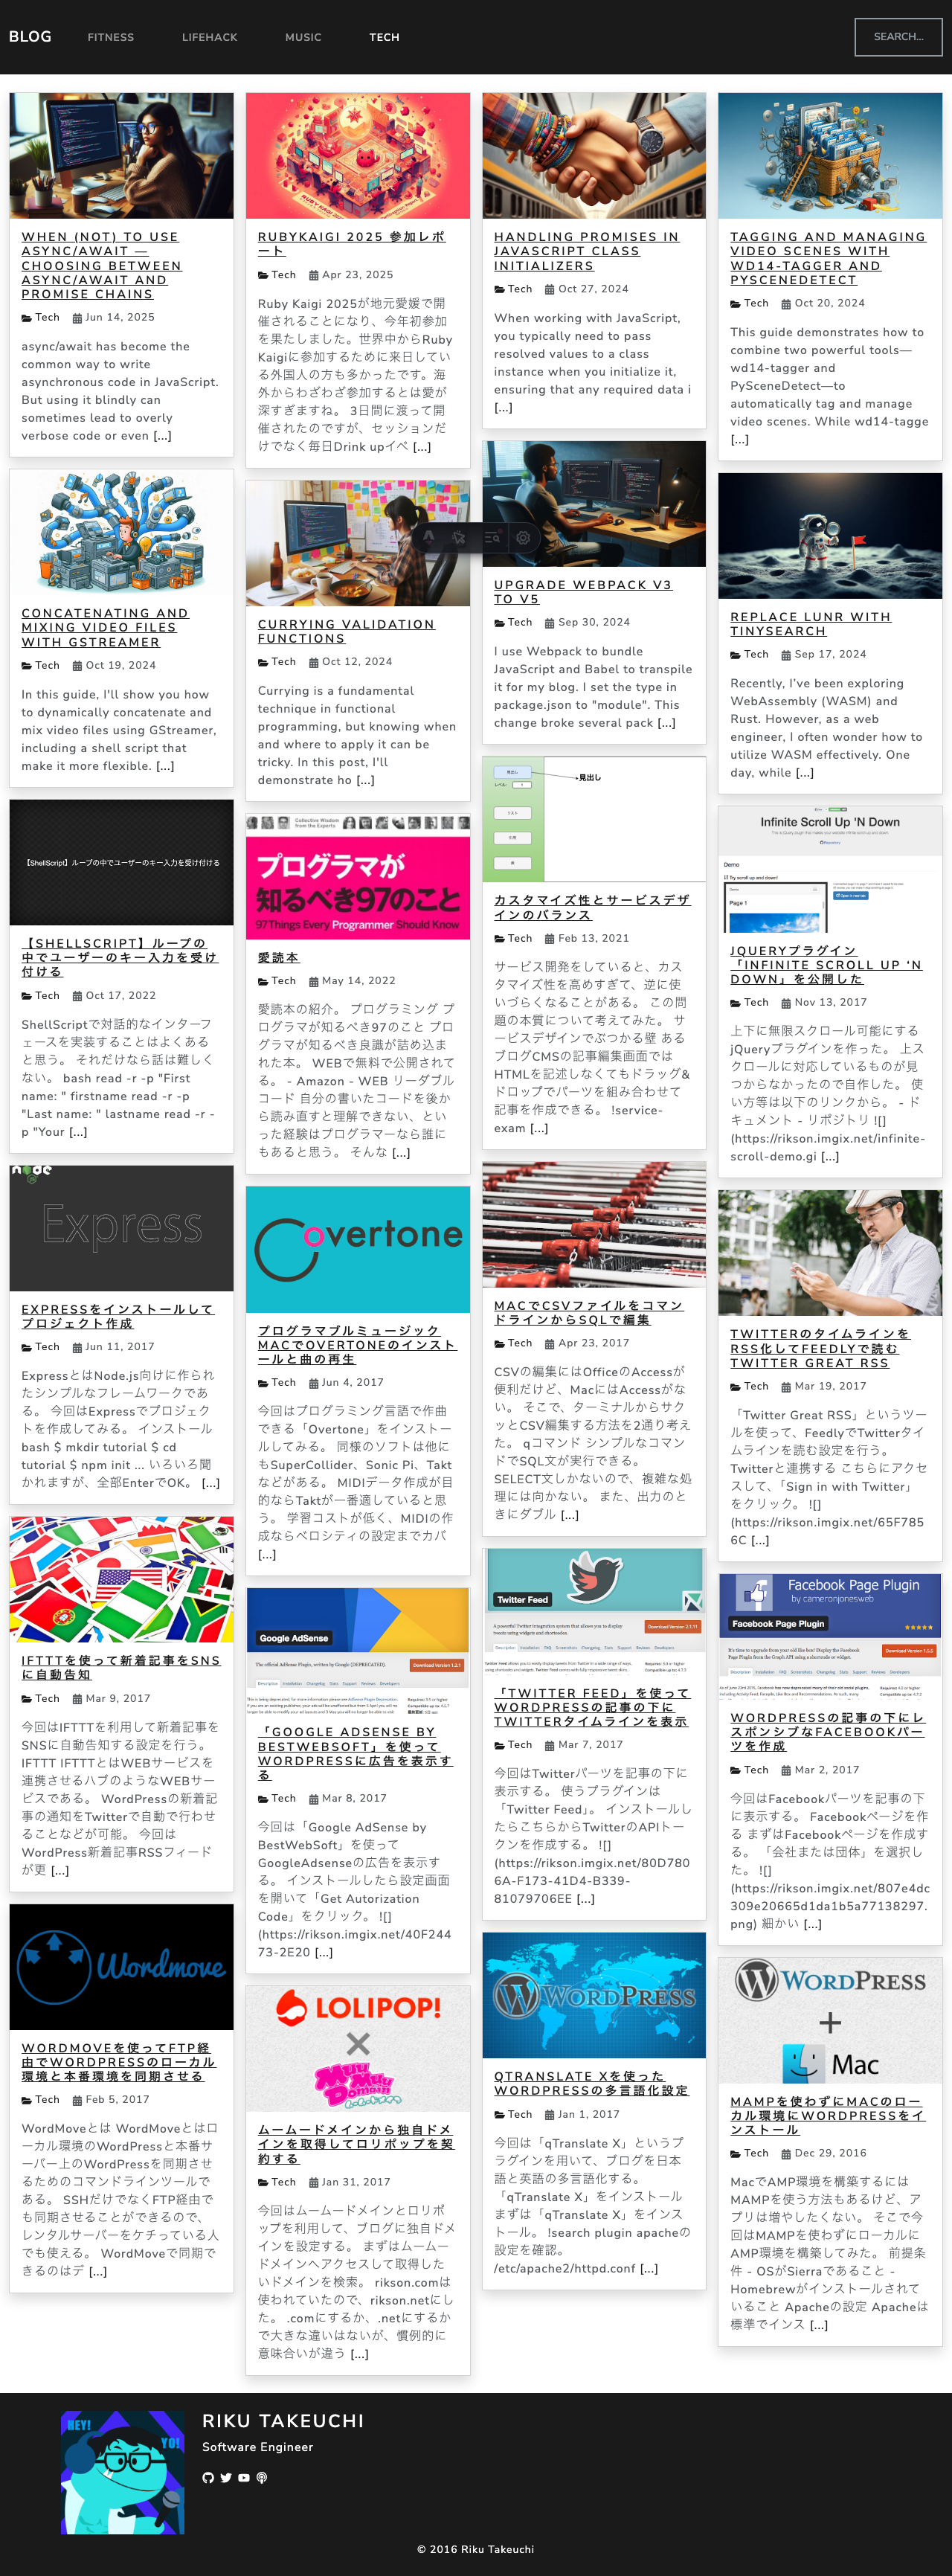 BLOG
FITNESS
LIFEHACK
MUSIC
TECH
SEARCH...
WHEN (NOT) TO USE
ASYNC/AWAIT —
CHOOSING BETWEEN
ASYNC/AWAIT AND
PROMISE CHAINS
Tech Jun 14, 2025
async/await has become the
common way to write
asynchronous code in JavaScript.
But using it blindly can
sometimes lead to overly
verbose code or even [...]
RUBYKAIGI 2025 参加レポ
ート
Tech Apr 23, 2025
Ruby Kaigi 2025が地元愛媛で開
催されることになり、今年初参加
を果たしました。世界中からRuby
Kaigiに参加するために来日してい
る外国人の方も多かったです。海
外からわざわざ参加するとは愛が
深すぎますね。 3日間に渡って開
催されたのですが、セッションだ
けでなく毎日Drink upイベ [...]
HANDLING PROMISES IN
JAVASCRIPT CLASS
INITIALIZERS
Tech Oct 27, 2024
When working with JavaScript,
you typically need to pass
resolved values to a class
instance when you initialize it,
ensuring that any required data i
[...]
TAGGING AND MANAGING
VIDEO SCENES WITH
WD14-TAGGER AND
PYSCENEDETECT
Tech Oct 20, 2024
This guide demonstrates how to
combine two powerful tools—
wd14-tagger and
PySceneDetect—to
automatically tag and manage
video scenes. While wd14-tagge
[...]
CONCATENATING AND
MIXING VIDEO FILES
WITH GSTREAMER
Tech Oct 19, 2024
In this guide, I'll show you how
to dynamically concatenate and
mix video files using GStreamer,
including a shell script that
make it more flexible. [...]
CURRYING VALIDATION
FUNCTIONS
Tech Oct 12, 2024
Currying is a fundamental
technique in functional
programming, but knowing when
and where to apply it can be
tricky. In this post, I'll
demonstrate ho [...]
UPGRADE WEBPACK V3
TO V5
Tech Sep 30, 2024
I use Webpack to bundle
JavaScript and Babel to transpile
it for my blog. I set the type in
package.json to "module". This
change broke several pack [...]
REPLACE LUNR WITH
TINYSEARCH
Tech Sep 17, 2024
Recently, I've been exploring
WebAssembly (WASM) and
Rust. However, as a web
engineer, I often wonder how to
utilize WASM effectively. One
day, while [...]
【ShellScript】ループの中でユーザーのキー入力を受け付ける
【SHELLSCRIPT】ループの
中でユーザーのキー入力を受け
付ける
Tech Oct 17, 2022
ShellScriptで対話的なインターフ
ェースを実装することはよくある
と思う。 それだけなら話は難しく
ない。 bash read -r -p "First
name: " firstname read -r -p
"Last name: " lastname read -r -
p "Your [...]
Collective Wisdom
from the Experts
プログラマが
知るべき97のこと
97 Things Every Programmer Should Know
愛読本
Tech May 14, 2022
愛読本の紹介。 プログラミング プ
ログラマが知るべき97のこと プロ
グラマが知るべき良識が詰め込ま
れた本。 WEBで無料で公開されて
る。 - Amazon - WEB リーダブル
コード 自分の書いたコードを後か
ら読み直すと理解できない、とい
った経験はプログラマーなら誰に
もあると思う。 そんな [...]
見出し
レベル:
リスト
引用
表
見出し
カスタマイズ性とサービスデザ
インのバランス
Tech Feb 13, 2021
サービス開発をしていると、カス
タマイズ性を高めすぎて、逆に使
いづらくなることがある。 この問
題の本質について考えてみた。 サ
ービスデザインでぶつかる壁 ある
ブログCMSの記事編集画面では
HTMLを記述しなくてもドラッグ&
ドロップでパーツを組み合わせて
記事を作成できる。 !service-
exam [...]
Infinite Scroll Up 'N Down
Demo
Try scroll up and down!
Page 1
JQUERYプラグイン
「INFINITE SCROLL UP 'N
DOWN」を公開した
Tech Nov 13, 2017
上下に無限スクロール可能にする
jQueryプラグインを作った。 上ス
クロールに対応しているものが見
つからなかったので自作した。 使
い方等は以下のリンクから。 - ド
キュメント - リポジトリ ![]
(https://rikson.imgix.net/infinite-
scroll-demo.gi [...]
node
Express
EXPRESSをインストールして
プロジェクト作成
Tech Jun 11, 2017
ExpressとはNode.js向けに作られ
たシンプルなフレームワークであ
る。 今回はExpressでプロジェク
トを作成してみる。 インストール
bash $ mkdir tutorial $ cd
tutorial $ npm init ... いろいろ聞
かれますが、全部EnterでOK。 [...]
Overtone
プログラマブルミュージック
MACでOVERTONEのインスト
ールと曲の再生
Tech Jun 4, 2017
今回はプログラミング言語で作曲
できる「Overtone」をインスト
ールしてみる。 同様のソフトは他に
もSuperCollider、Sonic Pi、Takt
などがある。 MIDIデータ作成が目
的ならTaktが一番適していると思
う。 学習コストが低く、MIDIの作
成ならベロシティの設定までカバ
[...]
MACでCSVファイルをコマン
ドラインからSQLで編集
Tech Apr 23, 2017
CSVの編集にはOfficeのAccessが
便利だけど、MacにはAccessがな
い。 そこで、ターミナルからサク
ッとCSV編集する方法を2通り考え
た。 qコマンド シンプルなコマン
ドでSQL文が実行できる。
SELECT文しかないので、複雑な処
理には向かない。 また、出力のと
きにダブル [...]
TWITTERのタイムラインを
RSS化してFEEDLYで読む
TWITTER GREAT RSS
Tech Mar 19, 2017
「Twitter Great RSS」というツー
ルを使って、FeedlyでTwitterタイ
ムラインを読む設定を行う。
Twitterと連携する こちらにアクセ
スして、「Sign in with Twitter」
をクリック。 ![]
(https://rikson.imgix.net/65F785
6C [...]
IFTTTを使って新着記事をSNS
に自動告知
Tech Mar 9, 2017
今回はIFTTTを利用して新着記事を
SNSに自動告知する設定を行う。
IFTTT IFTTTとはWEBサービスを
連携させるハブのようなWEBサー
ビスである。 WordPressの新着記
事の通知をTwitterで自動で行わせ
ることなどが可能。 今回は
WordPress新着記事RSSフィード
が更 [...]
Google AdSense
The official AdSense Plugin, written by Google [DEPRECATED].
Download Version 1.2.1
「GOOGLE ADSENSE BY
BESTWEBSOFT」を使って
WORDPRESSに広告を表示す
る
Tech Mar 8, 2017
今回は「Google AdSense by
BestWebSoft」を使って
GoogleAdsenseの広告を表示す
る。 インストールしたら設定画面
を開いて「Get Autorization
Code」をクリック。 ![]
(https://rikson.imgix.net/40F244
73-2E20 [...]
Twitter Feed
「TWITTER FEED」を使って
WORDPRESSの記事の下に
TWITTERタイムラインを表示
Tech Mar 7, 2017
今回はTwitterパーツを記事の下に
表示する。 使うプラグインは
「Twitter Feed」。 インストールし
たらこちらからTwitterのAPIトー
クンを作成する。 ![]
(https://rikson.imgix.net/80D780
6A-F173-41D4-B339-
81079706EE [...]
Facebook Page Plugin
by cameronjonesweb
Facebook Page Plugin
WORDPRESSの記事の下にレ
スポンシブなFACEBOOKパー
ツを作成
Tech Mar 2, 2017
今回はFacebookパーツを記事の下
に表示する。 Facebookページを作
る まずはFacebookページを作成す
る。 「会社または団体」を選択し
た。 ![]
(https://rikson.imgix.net/807e4dc
309e20665d1da1b5a77138297.
png) 細かい [...]
Wordmove
WORDMOVEを使ってFTP経
由でWORDPRESSのローカル
環境と本番環境を同期させる
Tech Feb 5, 2017
WordMoveとは WordMoveとはロ
ーカル環境のWordPressと本番サ
ーバー上のWordPressを同期させ
るためのコマンドラインツールで
ある。 SSHだけでなくFTP経由で
も同期させることができるので、
レンタルサーバーをケチっている人
でも使える。 WordMoveで同期で
きるのはデ [...]
LOLIPOP!
×
MuuMuu
Domain
ムームードメインから独自ドメ
インを取得してロリポップを契
約する
Tech Jan 31, 2017
今回はムームードメインとロリポ
ップを利用して、ブログに独自ドメ
インを設定する。 まずはムームー
ドメインへアクセスして取得した
いドメインを検索。 rikson.comは
使われていたので、rikson.netにし
た。 .comにするか、.netにするか
で大きな違いはないが、慣例的に
意味合いが違う [...]
WORDPRESS
QTRANSLATE Xを使った
WORDPRESSの多言語化設定
Tech Jan 1, 2017
今回は「qTranslate X」というプ
ラグインを用いて、ブログを日本
語と英語の多言語化する。
「qTranslate X」をインストール
まずは「qTranslate X」をインス
トール。 !search plugin apacheの
設定を確認。
/etc/apache2/httpd.conf [...]
WORDPRESS
+
Mac
MAMPを使わずにMACのロー
カル環境にWORDPRESSをイ
ンストール
Tech Dec 29, 2016
MacでAMP環境を構築するには
MAMPを使う方法もあるけど、ア
プリは増やしたくない。 そこで今
回はMAMPを使わずにローカルに
AMP環境を構築してみた。 前提条
件 - OSがSierraであること -
Homebrewがインストールされて
いること Apacheの設定 Apacheは
標準でインス [...]
HEY!
YO!
RIKU TAKEUCHI
Software Engineer
© 2016 Riku Takeuchi